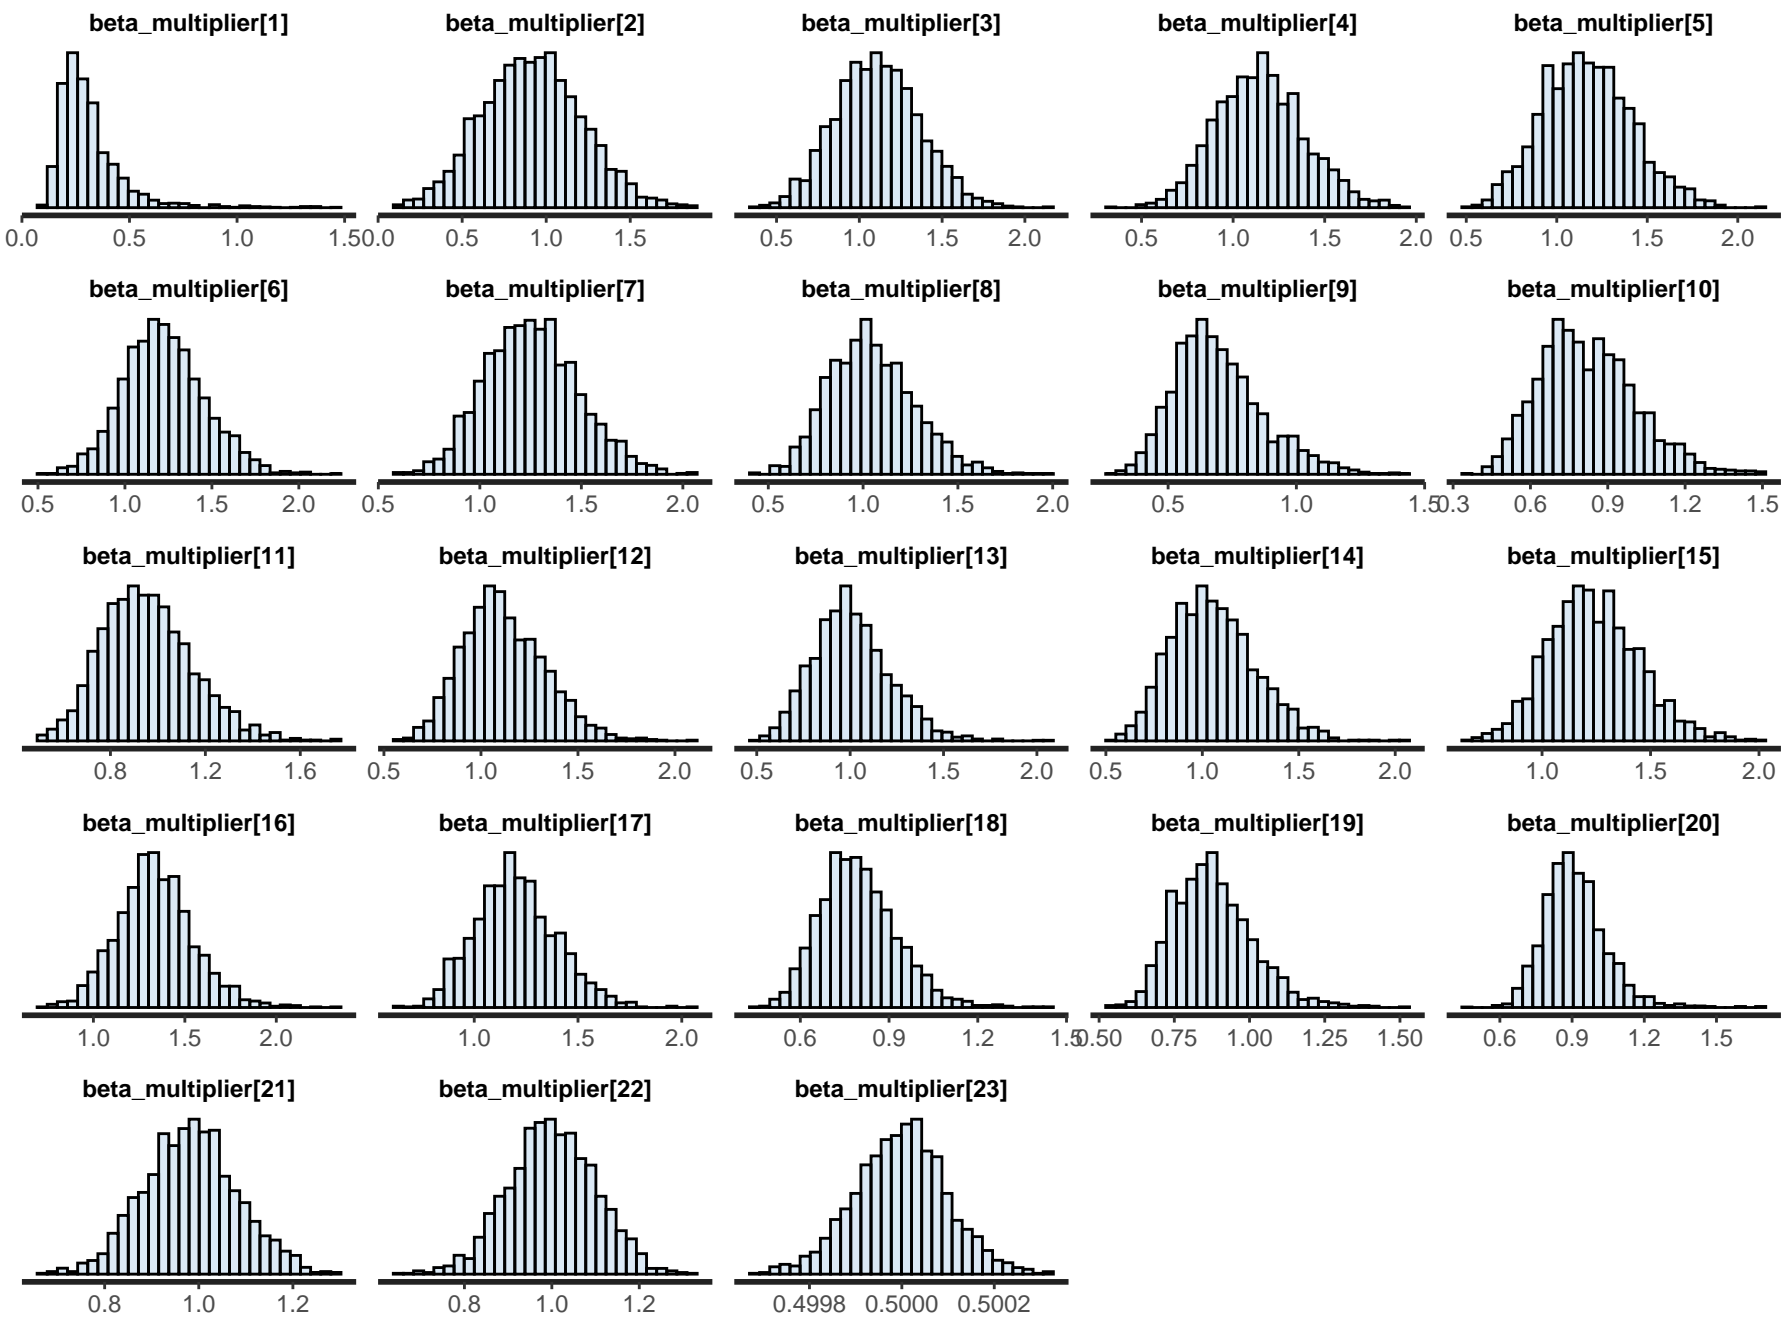 beta_multiplier[1] beta_multiplier[2] beta_multiplier[3] beta_multiplier[4] beta_multiplier[5]
0.0 0.5 1.0 1.50 0.0 0.5 1.0 1.5 0.5 1.0 1.5 2.0 0.5 1.0 1.5 2.0 0.5 1.0 1.5 2.0
beta_multiplier[6] beta_multiplier[7] beta_multiplier[8] beta_multiplier[9] beta_multiplier[10]
0.5 1.0 1.5 2.0 0.5 1.0 1.5 2.0 0.5 1.0 1.5 2.0 0.5 1.0 1.5 0.3 0.6 0.9 1.2 1.5
beta_multiplier[11] beta_multiplier[12] beta_multiplier[13] beta_multiplier[14] beta_multiplier[15]
0.8 1.2 1.6 0.5 1.0 1.5 2.0 0.5 1.0 1.5 2.0 0.5 1.0 1.5 2.0 1.0 1.5 2.0
beta_multiplier[16] beta_multiplier[17] beta_multiplier[18] beta_multiplier[19] beta_multiplier[20]
1.0 1.5 2.0 1.0 1.5 2.0 0.6 0.9 1.2 1.5 0.50 0.75 1.00 1.25 1.50 0.6 0.9 1.2 1.5
beta_multiplier[21] beta_multiplier[22] beta_multiplier[23]
0.8 1.0 1.2 0.8 1.0 1.2 0.4998 0.5000 0.5002